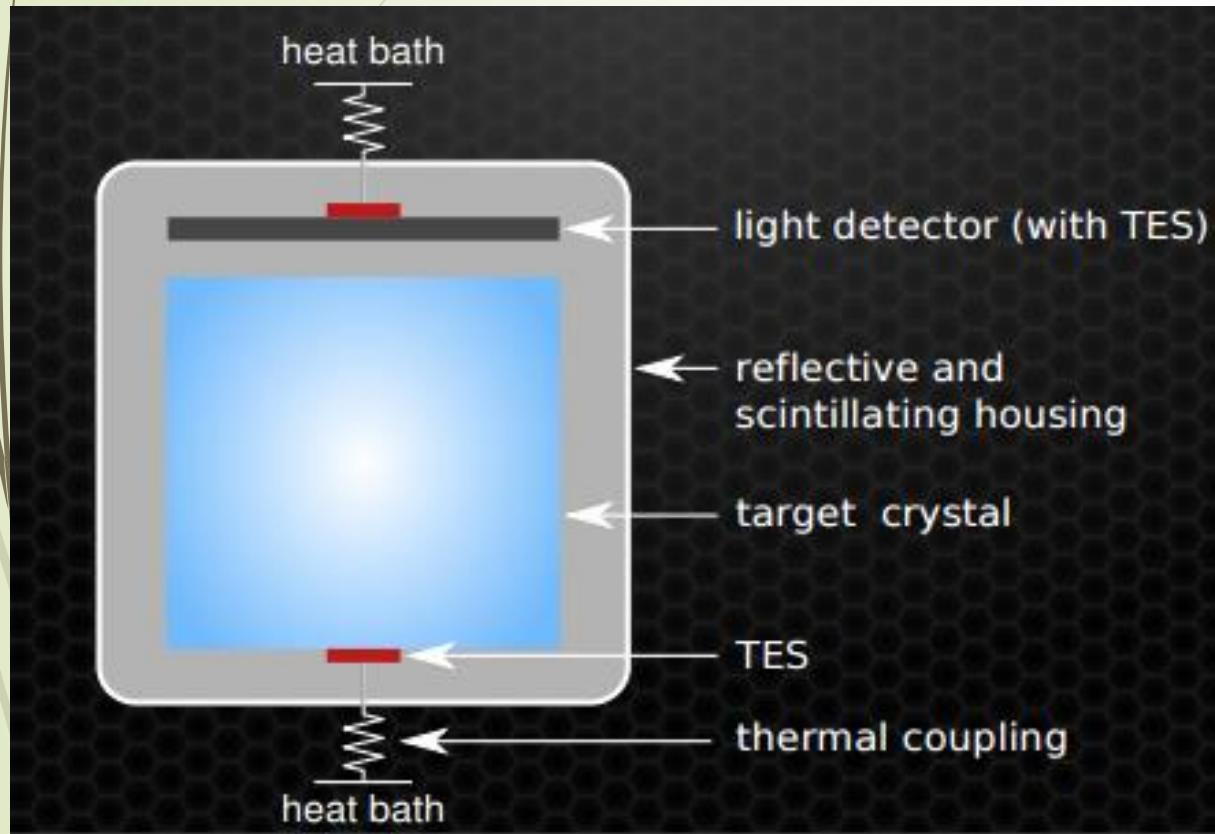 heat bath
light detector (with TES)
reflective and
scintillating housing
target crystal
TES
thermal coupling
heat bath